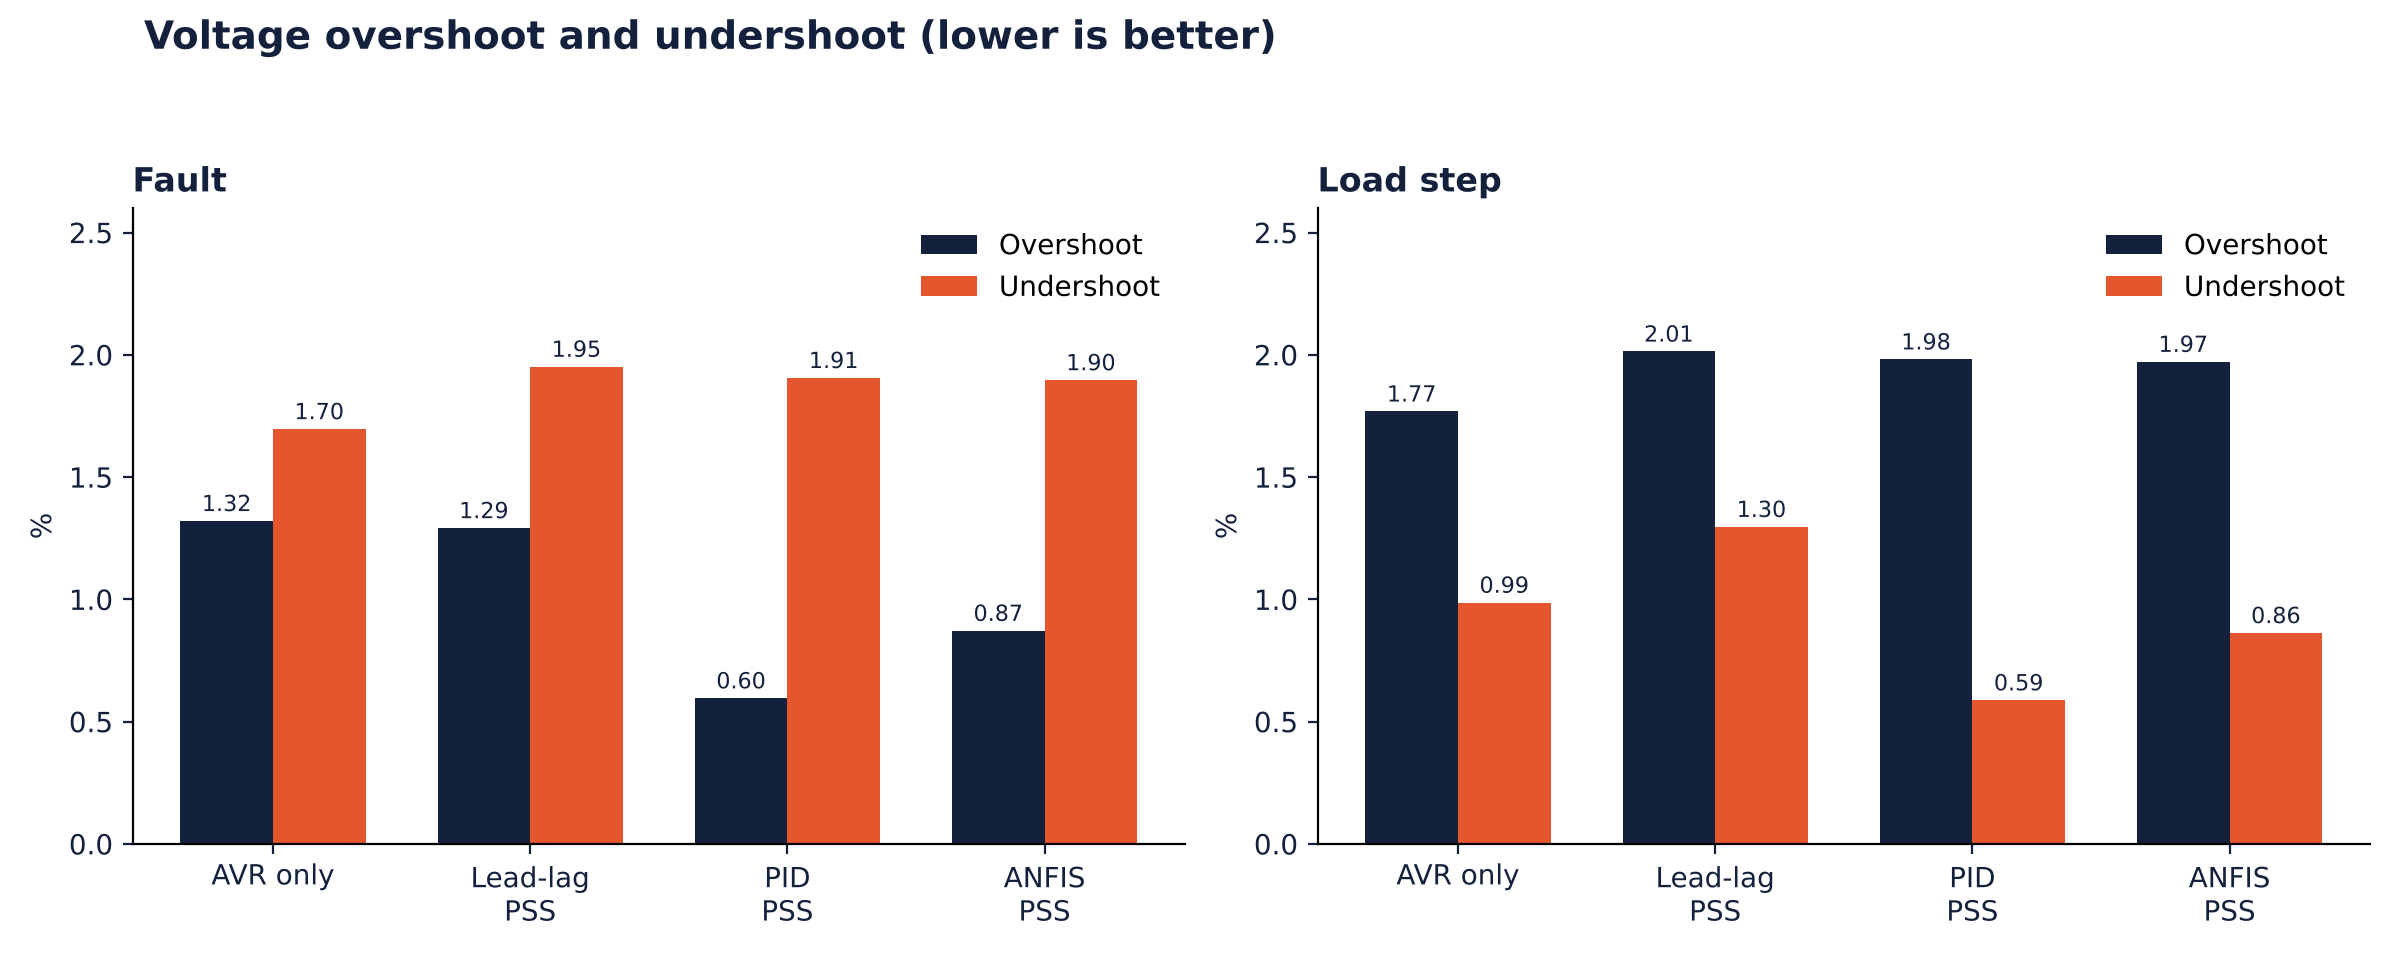 Voltage overshoot and undershoot (lower is better)
Fault
2.5
2.0
1.5
1.0
0.5
0.0
%
Overshoot
Undershoot
1.32
1.70
1.29
1.95
0.60
1.91
0.87
1.90
AVR only
Lead-lag
PSS
PID
PSS
ANFIS
PSS
Load step
2.5
2.0
1.5
1.0
0.5
0.0
%
Overshoot
Undershoot
1.77
0.99
2.01
1.30
1.98
0.59
1.97
0.86
AVR only
Lead-lag
PSS
PID
PSS
ANFIS
PSS